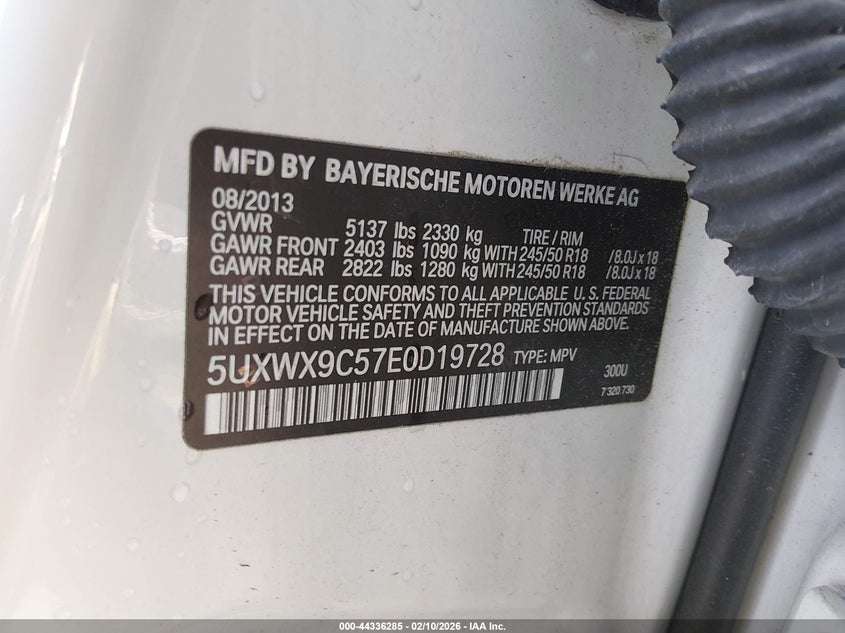 MFD BY BAYERISCHE MOTOREN WERKE AG
08/2013
GVWR 5137 lbs 2330 kg TIRE / RIM
GAWR FRONT 2403 lbs 1090 kg WITH 245/50 R18 /8.0J x 18
GAWR REAR 2822 lbs 1280 kg WITH 245/50 R18 /8.0J x 18
THIS VEHICLE CONFORMS TO ALL APPLICABLE U. S. FEDERAL
MOTOR VEHICLE SAFETY AND THEFT PREVENTION STANDARDS
IN EFFECT ON THE DATE OF MANUFACTURE SHOWN ABOVE.
5UXWX9C57E0D19728 TYPE: MPV
300U
7 320 730
000-44336285 - 02/10/2026 - IAA Inc.